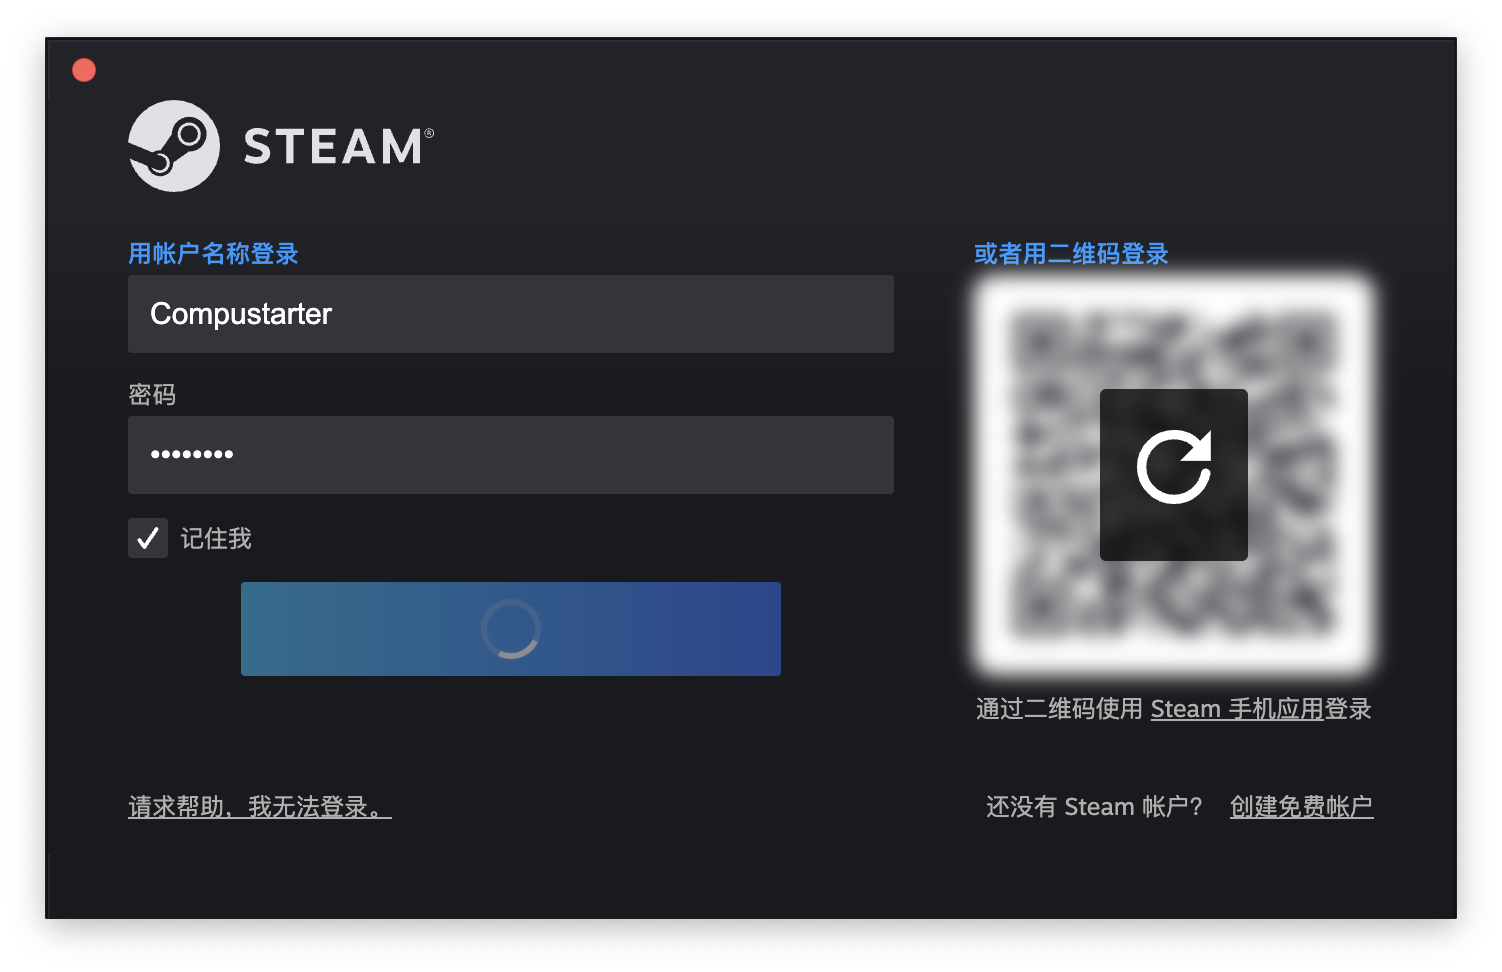 STEAM®
用帐户名称登录
Compustarter
密码
••••••••
记住我
或者用二维码登录
通过二维码使用 Steam 手机应用登录
请求帮助，我无法登录。
还没有 Steam 帐户？ 创建免费帐户